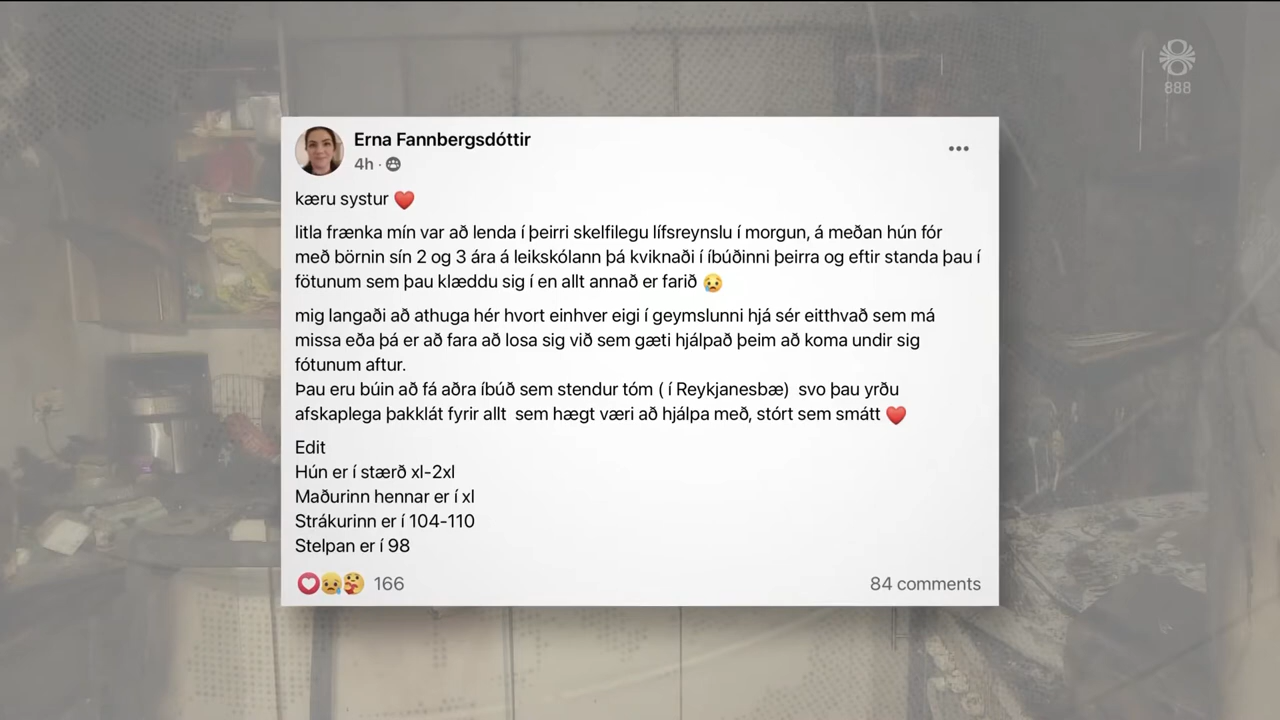 888
Erna Fannbergsdóttir
4h ·
kæru systur ❤️
litla frænka mín var að lenda í þeirri skelfilegu lífsreynslu í morgun, á meðan hún fór
með börnin sín 2 og 3 ára á leikskólann þá kviknaði í íbúðinni þeirra og eftir standa þau í
fötunum sem þau klæddu sig í en allt annað er farið 😥
mig langaði að athuga hér hvort einhver eigi í geymslunni hjá sér eitthvað sem má
missa eða þá er að fara að losa sig við sem gæti hjálpað þeim að koma undir sig
fótunum aftur.
Þau eru búin að fá aðra íbúð sem stendur tóm ( í Reykjanesbæ)  svo þau yrðu
afskaplega þakklát fyrir allt  sem hægt væri að hjálpa með, stórt sem smátt ❤️
Edit
Hún er í stærð xl-2xl
Maðurinn hennar er í xl
Strákurinn er í 104-110
Stelpan er í 98
166
84 comments